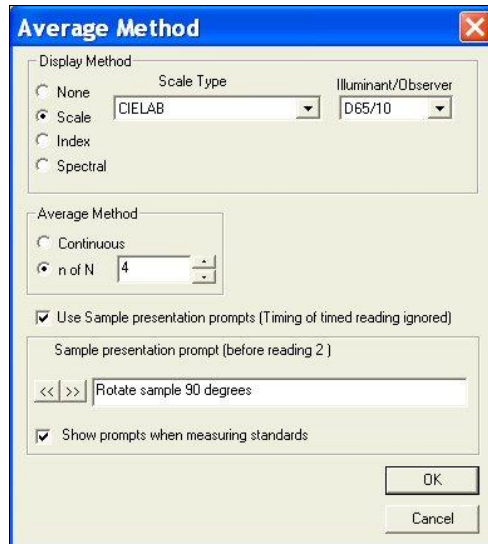 Average Method
Display Method
None
Scale
Index
Spectral
Scale Type
CIELAB
Illuminant/Observer
D65/10
Average Method
Continuous
n of N
4
Use Sample presentation prompts (Timing of timed reading ignored)
Sample presentation prompt (before reading 2 )
<< >> Rotate sample 90 degrees
Show prompts when measuring standards
OK
Cancel